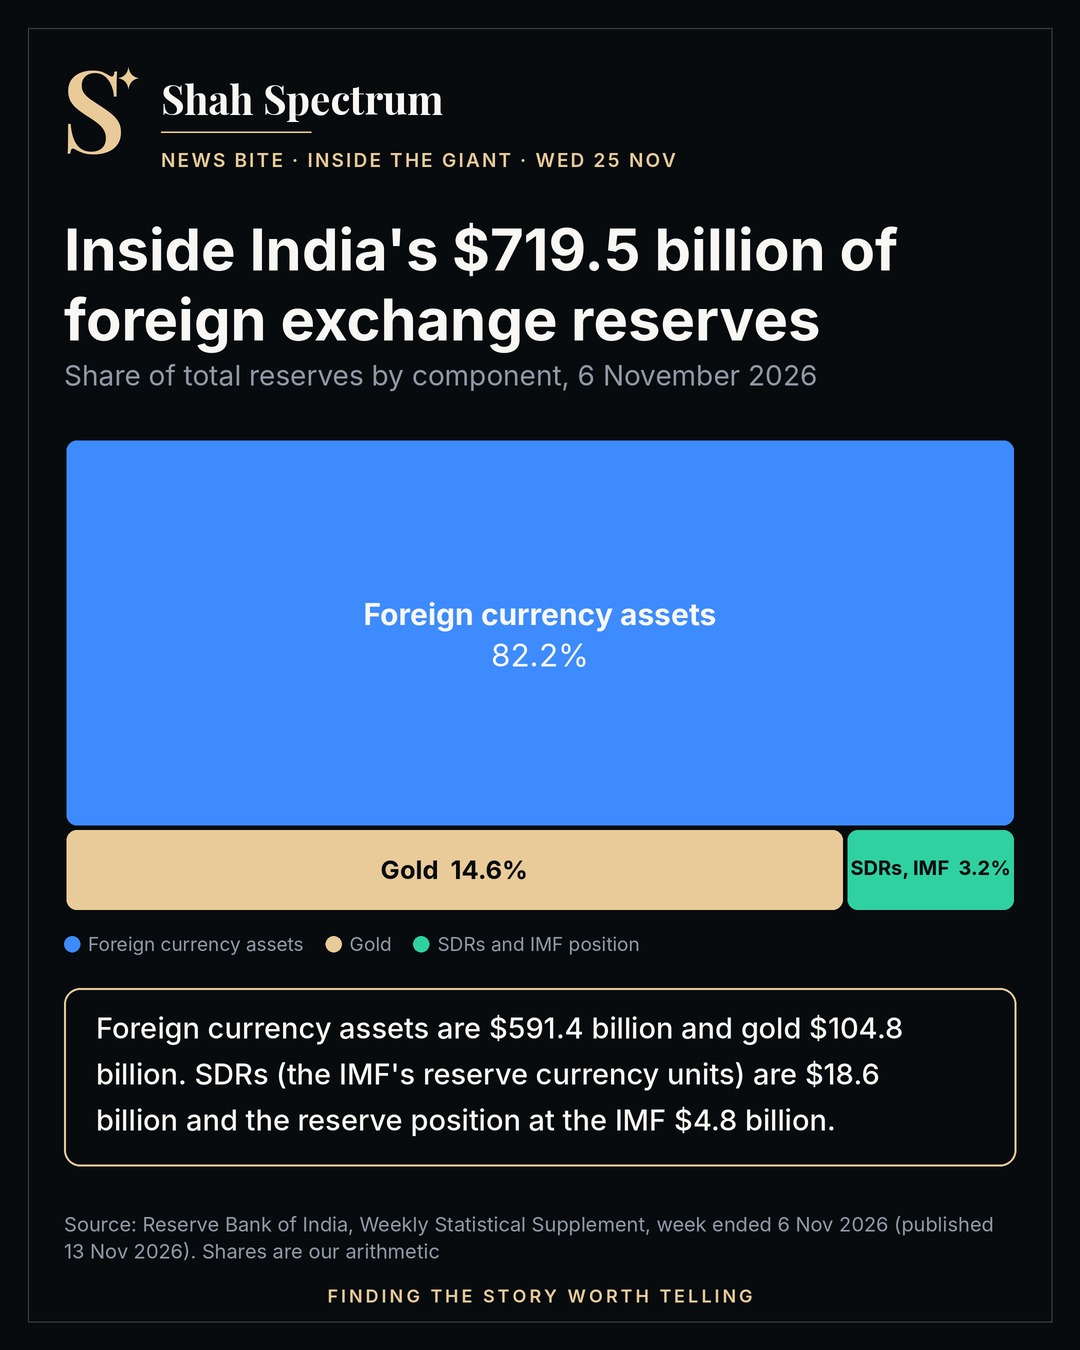 S
Shah Spectrum
NEWS BITE · INSIDE THE GIANT · WED 25 NOV
Inside India's $719.5 billion of
foreign exchange reserves
Share of total reserves by component, 6 November 2026
Foreign currency assets
82.2%
Gold 14.6%
SDRs, IMF 3.2%
Foreign currency assets Gold SDRs and IMF position
Foreign currency assets are $591.4 billion and gold $104.8
billion. SDRs (the IMF's reserve currency units) are $18.6
billion and the reserve position at the IMF $4.8 billion.
Source: Reserve Bank of India, Weekly Statistical Supplement, week ended 6 Nov 2026 (published
13 Nov 2026). Shares are our arithmetic
FINDING THE STORY WORTH TELLING